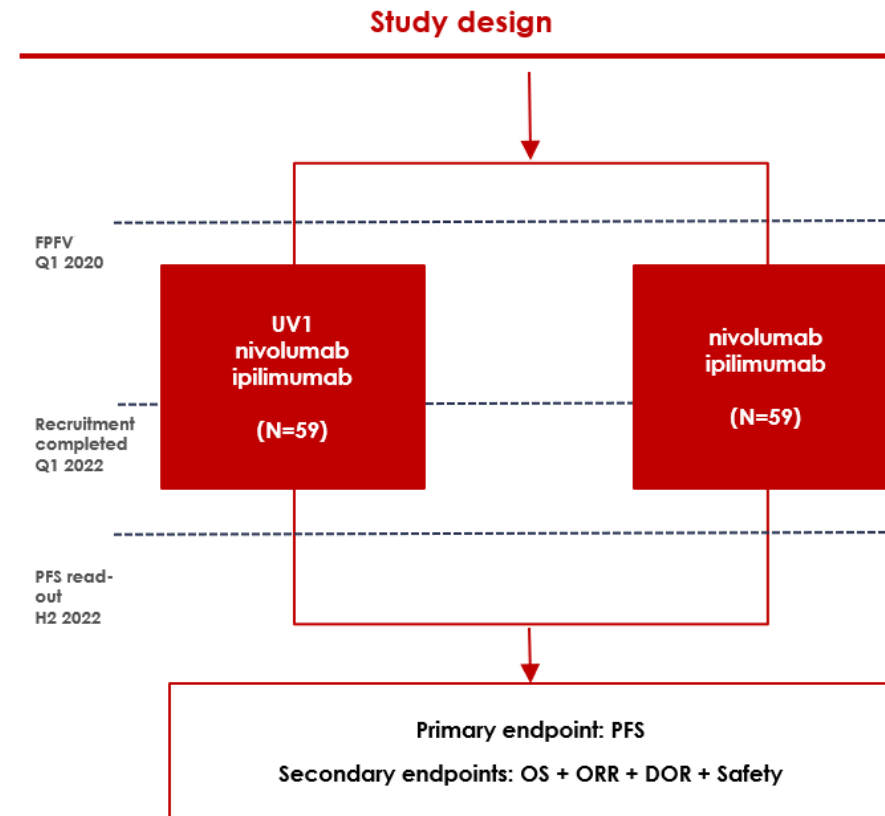 Study design
FPFV
Q1 2020
UV1
nivolumab
ipilimumab
(N=59)
nivolumab
ipilimumab
(N=59)
Recruitment
completed
Q1 2022
PFS read-
out
H2 2022
Primary endpoint: PFS
Secondary endpoints: OS + ORR + DOR + Safety